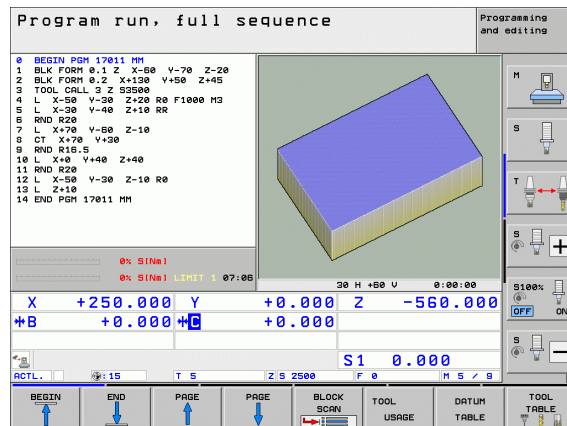 Program run, full sequence
Programming and editing
0 BEGIN PGM 17011 MM
1 BLK FORM 0.1 Z X-60 Y-70 Z-20
2 BLK FORM 0.2 X+130 Y+50 Z+45
3 TOOL CALL 3 Z S3500
4 L X-50 Y-30 Z+20 R0 F1000 M3
5 L X-30 Y-40 Z+10 RR
6 RND R20
7 L X+70 Y-60 Z-10
8 CT X+70 Y+30
9 RND R16.5
10 L X+0 Y+40 Z+40
11 RND R20
12 L X-50 Y-30 Z-10 R0
13 L Z+10
14 END PGM 17011 MM
0% S[Nm]
0% S[Nm] LIMIT 1 07:06
30 H +60 V 0:00:00
X +250.000 Y +0.000 Z -560.000
B +0.000 C +0.000
S1 0.000
ACTL. : 15 T 5 Z S 2500 F 0 M 5 / 9
M
S
T
S
+
S100%
OFF ON
S
−
BEGIN
END
PAGE
PAGE
BLOCK SCAN
TOOL USAGE
DATUM TABLE
TOOL TABLE